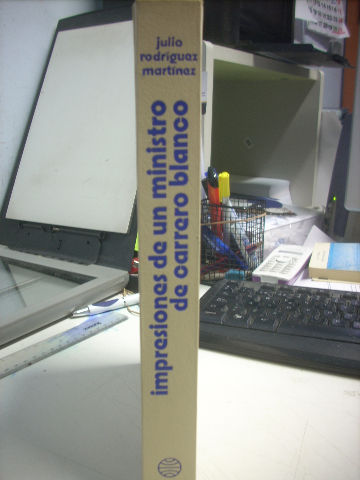 julio
rodríguez
martínez
impresiones de un ministro
de carrero blanco